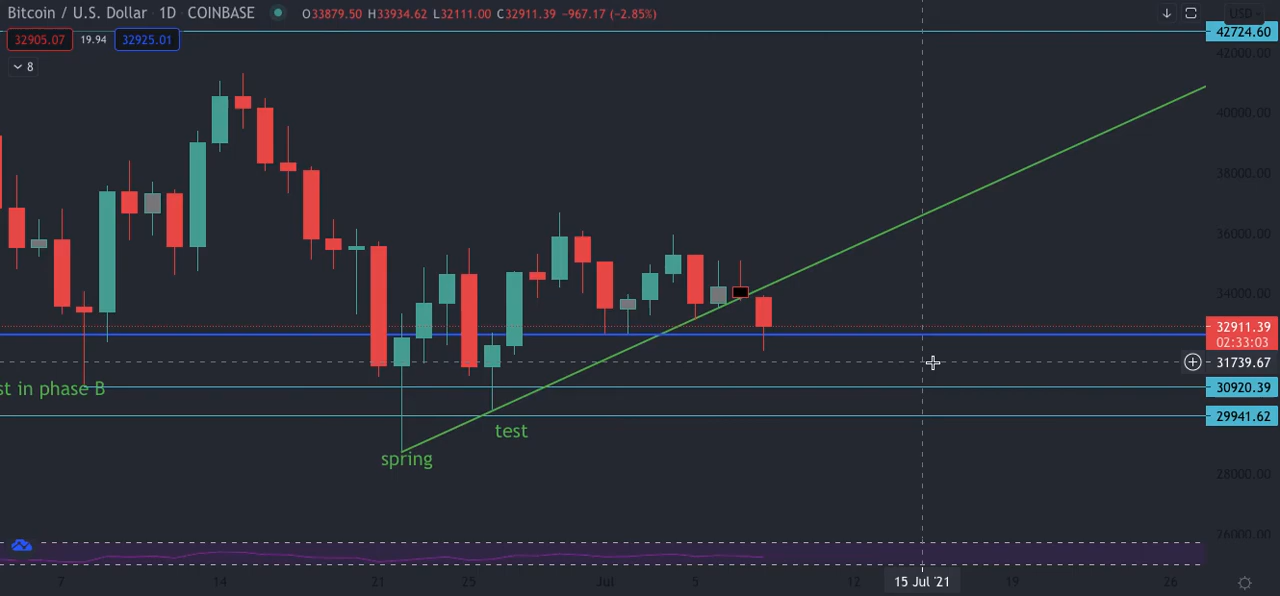 Bitcoin / U.S. Dollar 1D COINBASE O33879.50 H33934.62 L32111.00 C32911.39 -967.17 (-2.85%)
USD
42724.60
32905.07 19.94 32925.01
42000.00
8
40000.00
38000.00
36000.00
34000.00
32911.39
02:33:03
31739.67
st in phase B
30920.39
29941.62
test
spring
28000.00
26000.00
7 14 21 25 Jul 5 12 15 Jul '21 19 26